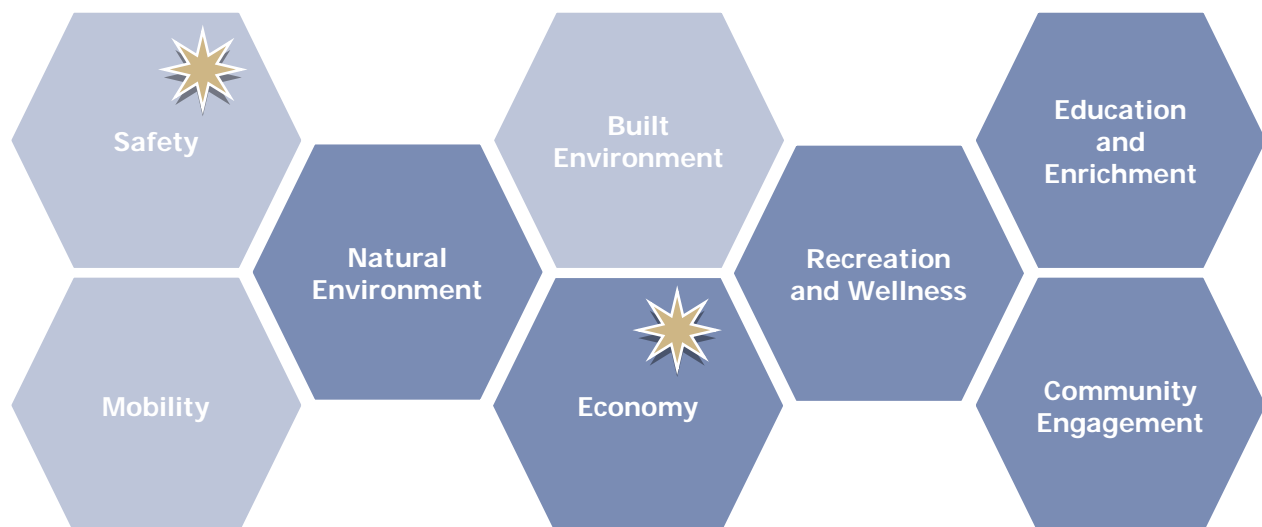 Safety
Mobility
Natural
Environment
Built
Environment
Economy
Recreation
and Wellness
Education
and
Enrichment
Community
Engagement